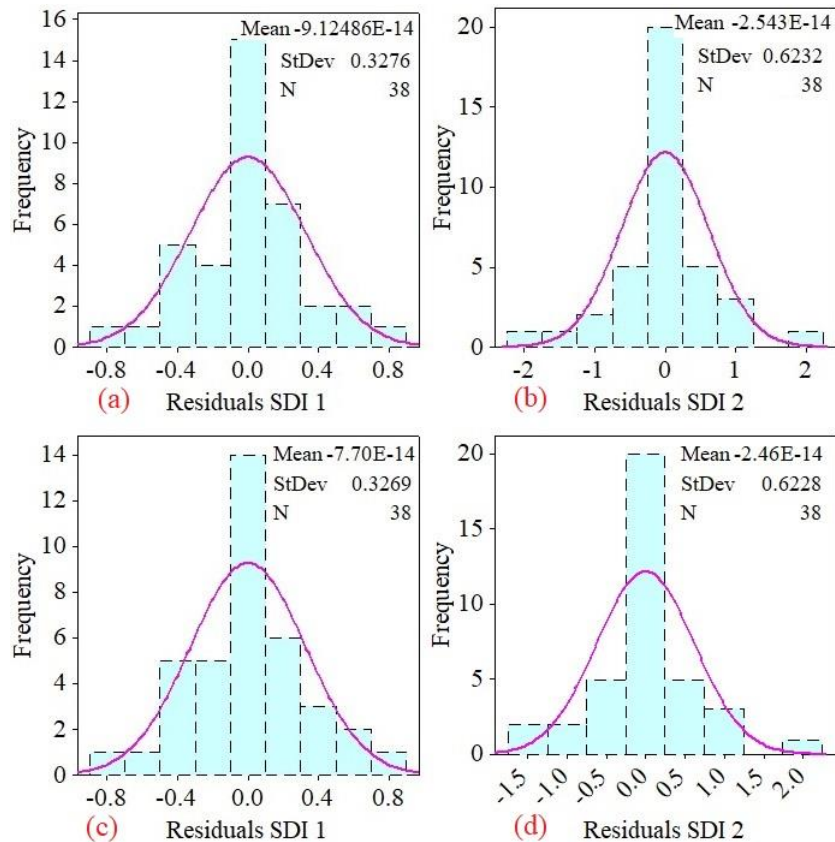 Mean -9.12486E-14
StDev 0.3276
N 38
16
14
12
10
8
6
4
2
0
Frequency
-0.8 -0.4 0.0 0.4 0.8
(a) Residuals SDI 1
Mean -2.543E-14
StDev 0.6232
N 38
20
15
10
5
0
Frequency
-2 -1 0 1 2
(b) Residuals SDI 2
Mean -7.70E-14
StDev 0.3269
N 38
14
12
10
8
6
4
2
0
Frequency
-0.8 -0.4 0.0 0.4 0.8
(c) Residuals SDI 1
Mean -2.46E-14
StDev 0.6228
N 38
20
15
10
5
0
Frequency
-1.5 -1.0 -0.5 0.0 0.5 1.0 1.5 2.0
(d) Residuals SDI 2